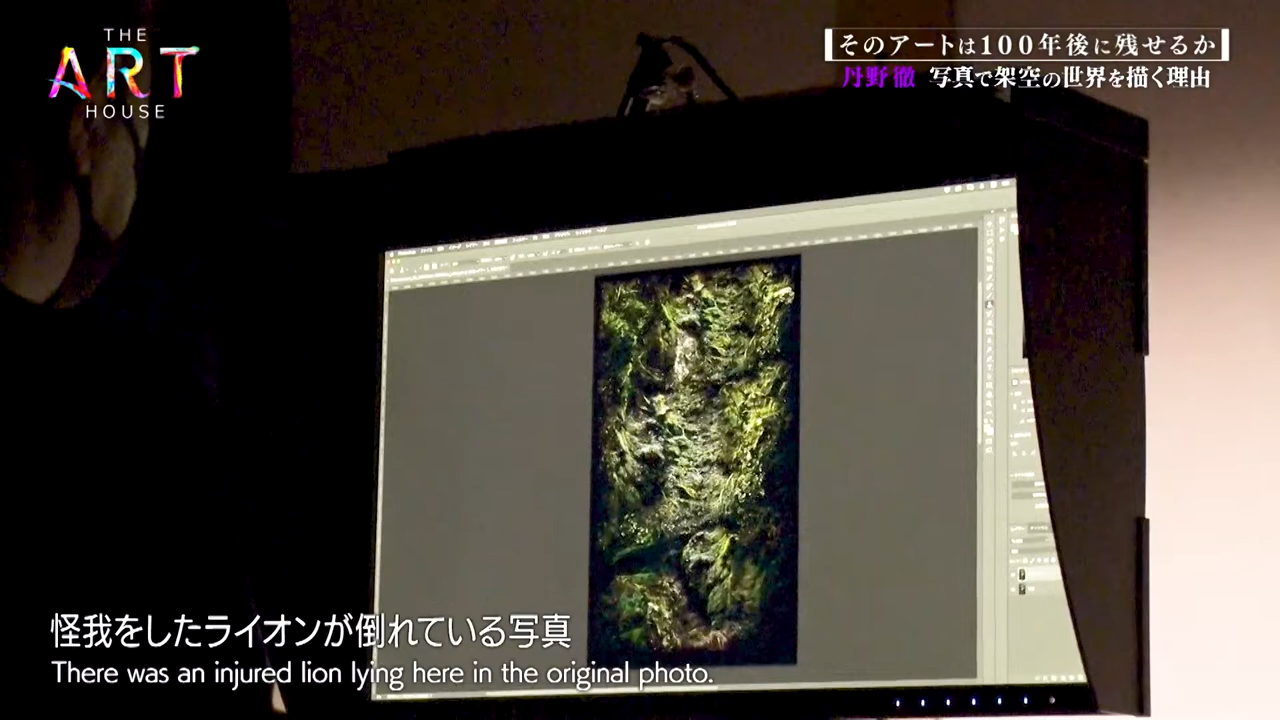 THE
ART
HOUSE
そのアートは100年後に残せるか
丹野徹 写真で架空の世界を描く理由
怪我をしたライオンが倒れている写真
There was an injured lion lying here in the original photo.